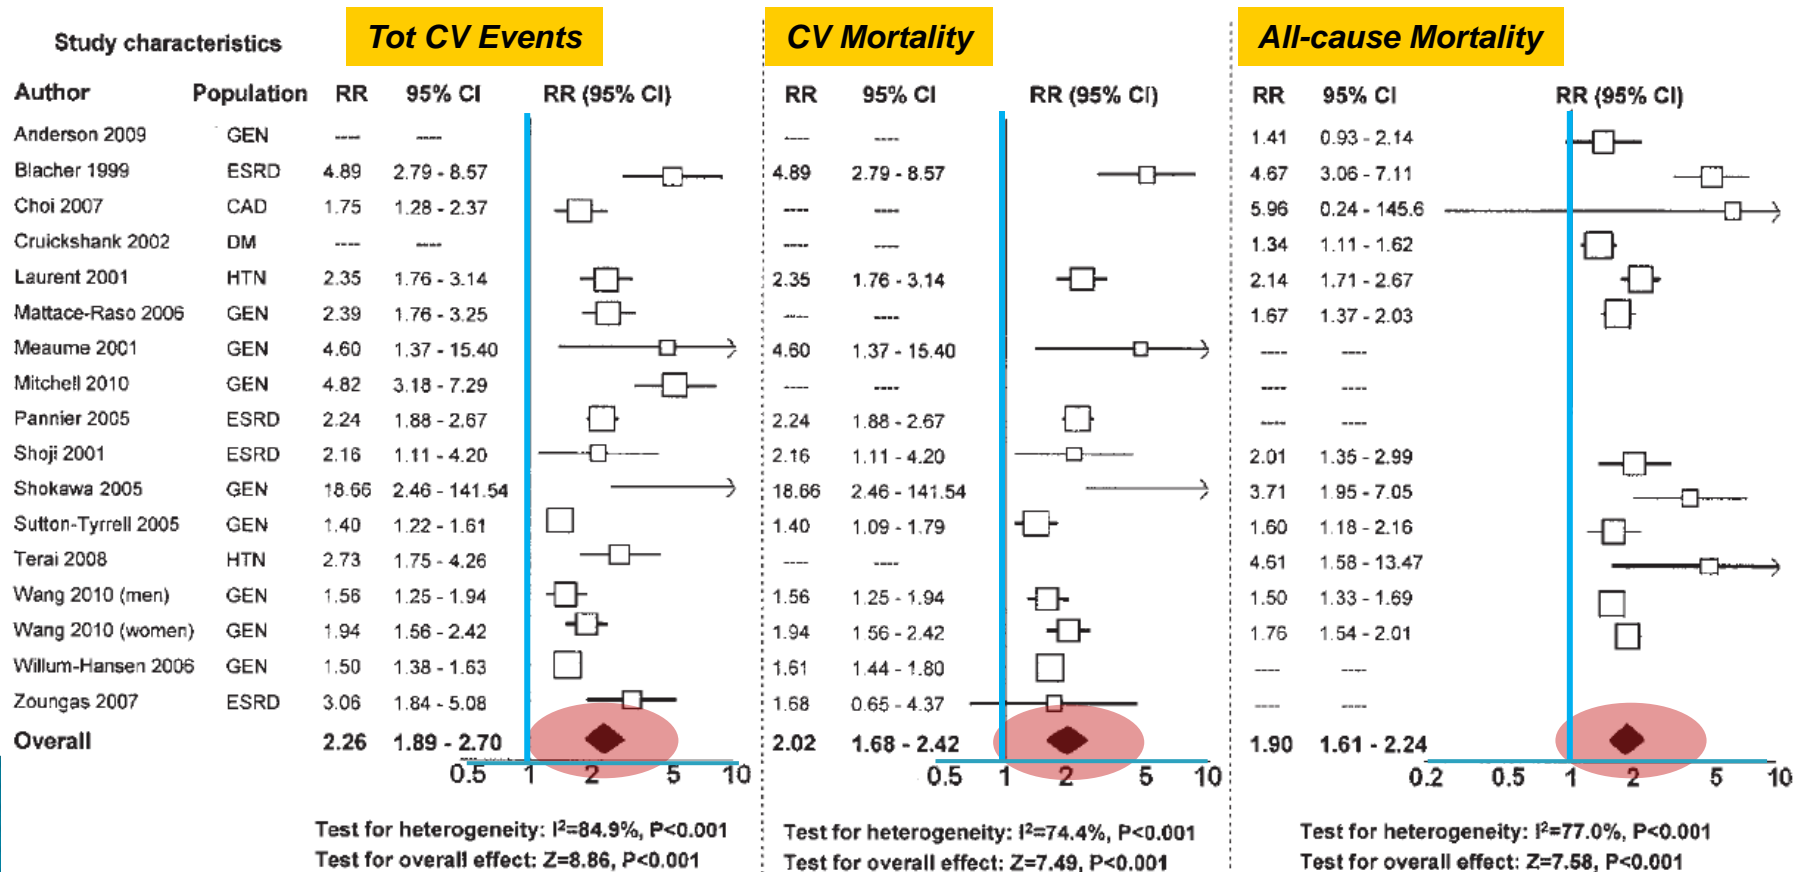 Study characteristics Tot CV Events CV Mortality All-cause Mortality
Author Population RR 95% CI RR (95% CI) RR 95% CI RR (95% CI) RR 95% CI RR (95% CI)
Anderson 2009 GEN ---- ---- ---- ---- 1.41 0.93 - 2.14
Blacher 1999 ESRD 4.89 2.79 - 8.57 4.89 2.79 - 8.57 4.67 3.06 - 7.11
Choi 2007 CAD 1.75 1.28 - 2.37 ---- ---- 5.96 0.24 - 145.6
Cruickshank 2002 DM ---- ---- ---- ---- 1.34 1.11 - 1.62
Laurent 2001 HTN 2.35 1.76 - 3.14 2.35 1.76 - 3.14 2.14 1.71 - 2.67
Mattace-Raso 2006 GEN 2.39 1.76 - 3.25 ---- ---- 1.67 1.37 - 2.03
Meaume 2001 GEN 4.60 1.37 - 15.40 4.60 1.37 - 15.40 ---- ----
Mitchell 2010 GEN 4.82 3.18 - 7.29 ---- ---- ---- ----
Pannier 2005 ESRD 2.24 1.88 - 2.67 2.24 1.88 - 2.67 ---- ----
Shoji 2001 ESRD 2.16 1.11 - 4.20 2.16 1.11 - 4.20 2.01 1.35 - 2.99
Shokawa 2005 GEN 18.66 2.46 - 141.54 18.66 2.46 - 141.54 3.71 1.95 - 7.05
Sutton-Tyrrell 2005 GEN 1.40 1.22 - 1.61 1.40 1.09 - 1.79 1.60 1.18 - 2.16
Terai 2008 HTN 2.73 1.75 - 4.26 ---- ---- 4.61 1.58 - 13.47
Wang 2010 (men) GEN 1.56 1.25 - 1.94 1.56 1.25 - 1.94 1.50 1.33 - 1.69
Wang 2010 (women) GEN 1.94 1.56 - 2.42 1.94 1.56 - 2.42 1.76 1.54 - 2.01
Willum-Hansen 2006 GEN 1.50 1.38 - 1.63 1.61 1.44 - 1.80 ---- ----
Zoungas 2007 ESRD 3.06 1.84 - 5.08 1.68 0.65 - 4.37 ---- ----
Overall 2.26 1.89 - 2.70 2.02 1.68 - 2.42 1.90 1.61 - 2.24
0.5 1 2 5 10 0.5 1 2 5 10 0.2 0.5 1 2 5 10
Test for heterogeneity: I²=84.9%, P<0.001 Test for heterogeneity: I²=74.4%, P<0.001 Test for heterogeneity: I²=77.0%, P<0.001
Test for overall effect: Z=8.86, P<0.001 Test for overall effect: Z=7.49, P<0.001 Test for overall effect: Z=7.58, P<0.001